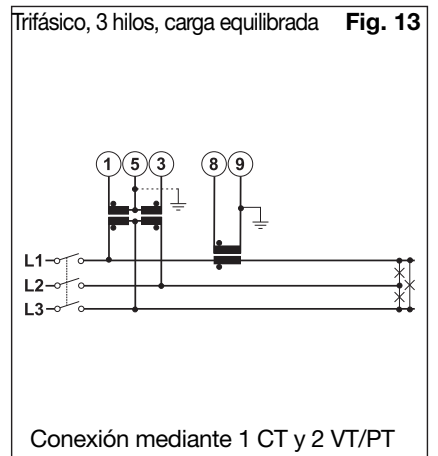 Trifásico, 3 hilos, carga equilibrada Fig. 13
1 5 3 8 9
L1
L2
L3
Conexión mediante 1 CT y 2 VT/PT